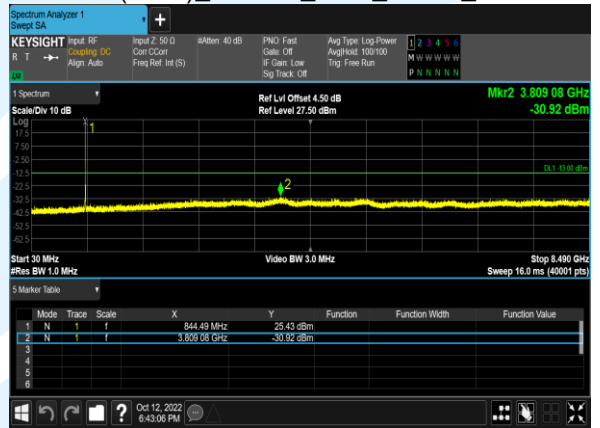 Spectrum Analyzer 1
Swept SA
+
KEYSIGHT
R T
LU
Input: RF
Coupling: DC
Align: Auto
Input Z: 50 Ω
Corr CCorr
Freq Ref: Int (S)
#Atten: 40 dB
PNO: Fast
Gate: Off
IF Gain: Low
Sig Track: Off
Avg Type: Log-Power
Avg|Hold: 100/100
Trig: Free Run
1 2 3 4 5 6
M W W W W W
P N N N N N
1 Spectrum
Scale/Div 10 dB
Ref Lvl Offset 4.50 dB
Ref Level 27.50 dBm
Mkr2 3.809 08 GHz
-30.92 dBm
Log
17.5
7.50
-2.50
-12.5
-22.5
-32.5
-42.5
-52.5
-62.5
1
2
DL1 -13.00 dBm
Start 30 MHz
#Res BW 1.0 MHz
Video BW 3.0 MHz
Stop 8.490 GHz
Sweep 16.0 ms (40001 pts)
5 Marker Table
Mode Trace Scale X Y Function Function Width Function Value
1 N 1 f 844.49 MHz 25.43 dBm
2 N 1 f 3.809 08 GHz -30.92 dBm
3
4
5
6
?
Oct 12, 2022
6:43:06 PM